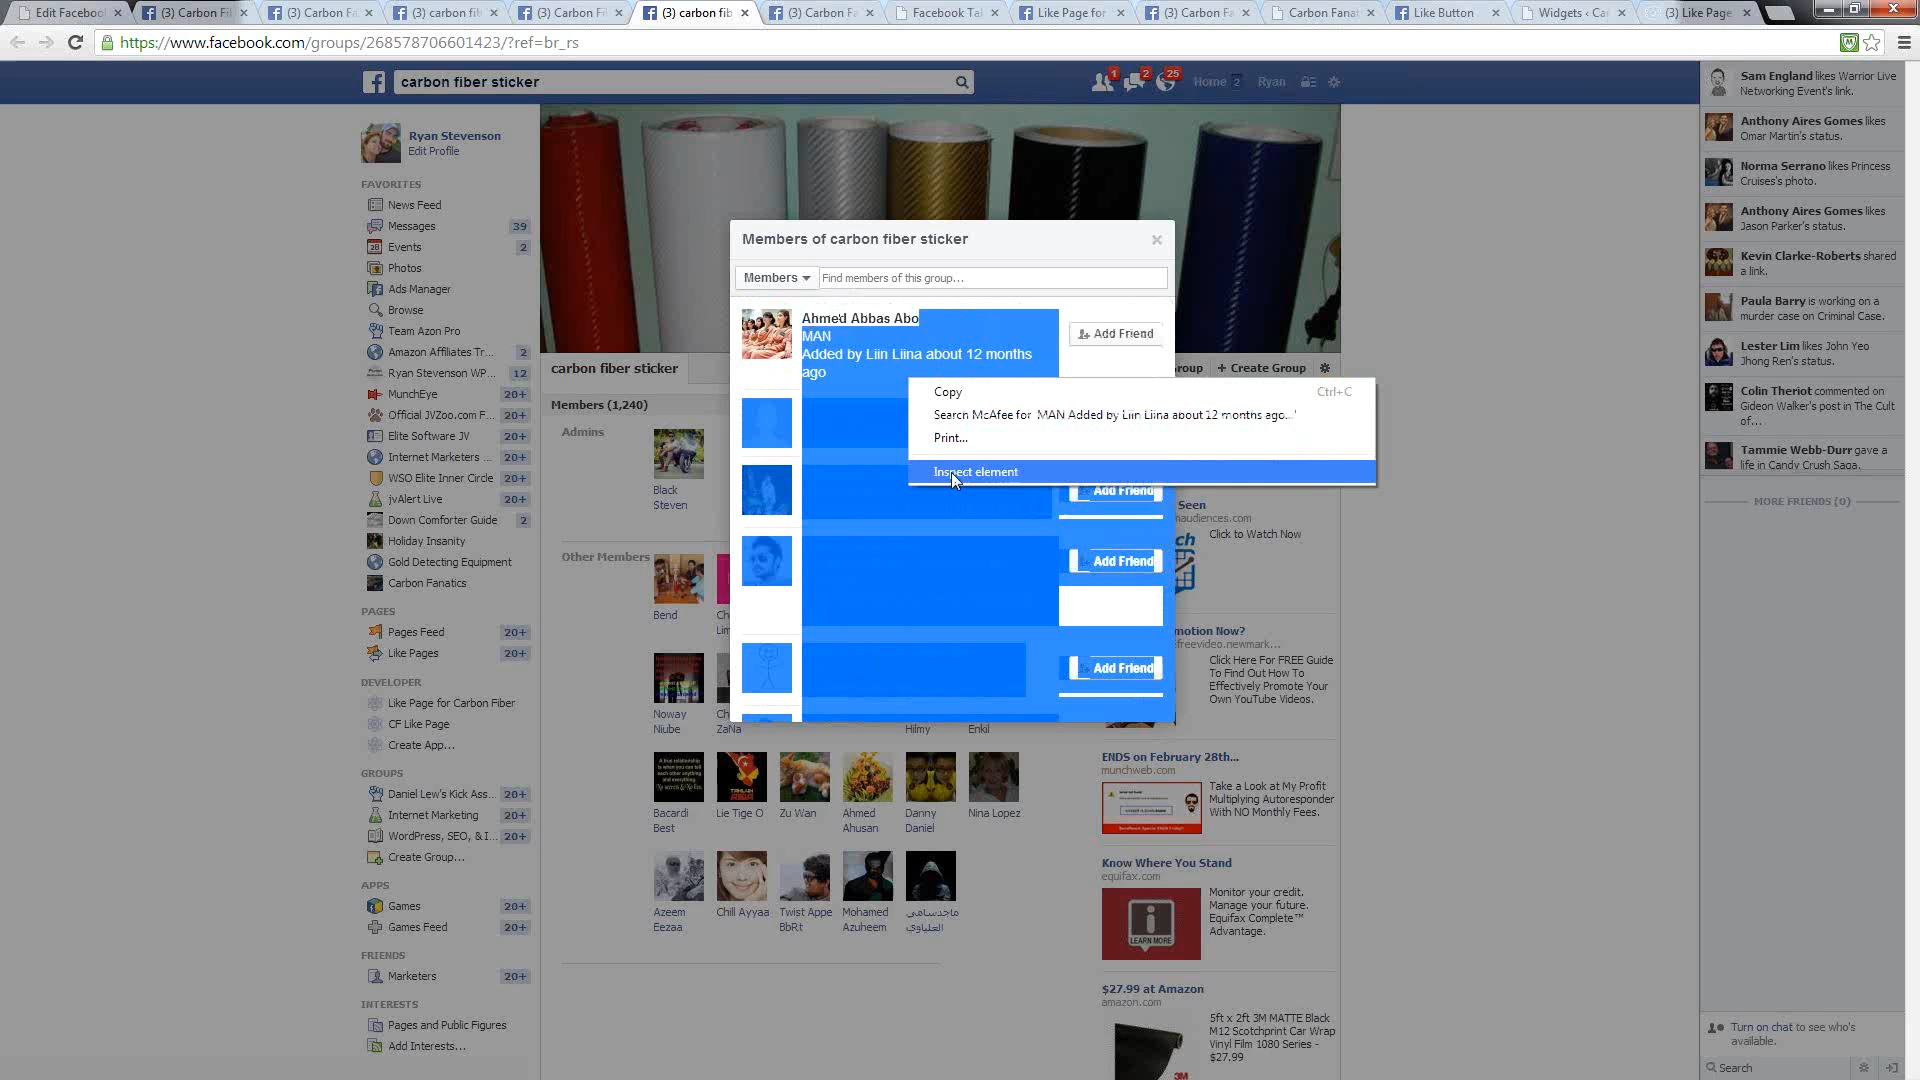 Edit Faceboo
(3) Carbon Fi
(3) Carbon Fa
(3) carbon fib
(3) Carbon Fi
(3) carbon fib
(3) Carbon Fa
Facebook Tal
Like Page for
(3) Carbon Fa
Carbon Fanat
Like Button
Widgets ‹ Ca
(3) Like Page
https://www.facebook.com/groups/268578706601423/?ref=br_rs
carbon fiber sticker
1
2
25
Home 2
Ryan
Ryan Stevenson
Edit Profile
FAVORITES
News Feed
Messages 39
Events 2
Photos
Ads Manager
Browse
Team Azon Pro
Amazon Affiliates Tr... 2
Ryan Stevenson WP... 12
MunchEye 20+
Official JVZoo.com F... 20+
Elite Software JV 20+
Internet Marketers ... 20+
WSO Elite Inner Circle 20+
jvAlert Live 20+
Down Comforter Guide 2
Holiday Insanity
Gold Detecting Equipment
Carbon Fanatics
PAGES
Pages Feed 20+
Like Pages 20+
DEVELOPER
Like Page for Carbon Fiber
CF Like Page
Create App...
GROUPS
Daniel Lew's Kick Ass... 20+
Internet Marketing 20+
WordPress, SEO, & I... 20+
Create Group...
APPS
Games 20+
Games Feed 20+
FRIENDS
Marketers 20+
INTERESTS
Pages and Public Figures
Add Interests...
carbon fiber sticker
roup
+ Create Group
Members (1,240)
Admins
Black
Steven
Other Members
Bend
Ch
Lim
Noway
Niube
Ch
ZaNa
Hilmy
Enkil
Bacardi
Best
Lie Tige O
Zu Wan
Ahmed
Ahusan
Danny
Daniel
Nina Lopez
Azeem
Eezaa
Chill Ayyaa
Twist Appe
BbRt
Mohamed
Azuheem
ماجدسامي
العلياوي
Members of carbon fiber sticker
Members
Find members of this group...
Ahme'd Abbas Abo
MAN
Added by Liin Liina about 12 months
ago
Add Friend
Copy Ctrl+C
Search McAfee for ' MAN Added by Liin Liina about 12 months ago...'
Print...
Inspect element
Add Friend
Add Friend
Add Friend
Seen
naudiences.com
Click to Watch Now
ch
motion Now?
freevideo.newmark...
Click Here For FREE Guide
To Find Out How To
Effectively Promote Your
Own YouTube Videos.
ENDS on February 28th...
munchweb.com
Take a Look at My Profit
Multiplying Autoresponder
With NO Monthly Fees.
Know Where You Stand
equifax.com
LEARN MORE
Monitor your credit.
Manage your future.
Equifax Complete™
Advantage.
$27.99 at Amazon
amazon.com
3M
5ft x 2ft 3M MATTE Black
M12 Scotchprint Car Wrap
Vinyl Film 1080 Series -
$27.99
Sam England likes Warrior Live
Networking Event's link.
Anthony Aires Gomes likes
Omar Martin's status.
Norma Serrano likes Princess
Cruises's photo.
Anthony Aires Gomes likes
Jason Parker's status.
Kevin Clarke-Roberts shared
a link.
Paula Barry is working on a
murder case on Criminal Case.
Lester Lim likes John Yeo
Jhong Ren's status.
Colin Theriot commented on
Gideon Walker's post in The Cult
of...
Tammie Webb-Durr gave a
life in Candy Crush Saga.
MORE FRIENDS (0)
Turn on chat to see who's
available.
Search